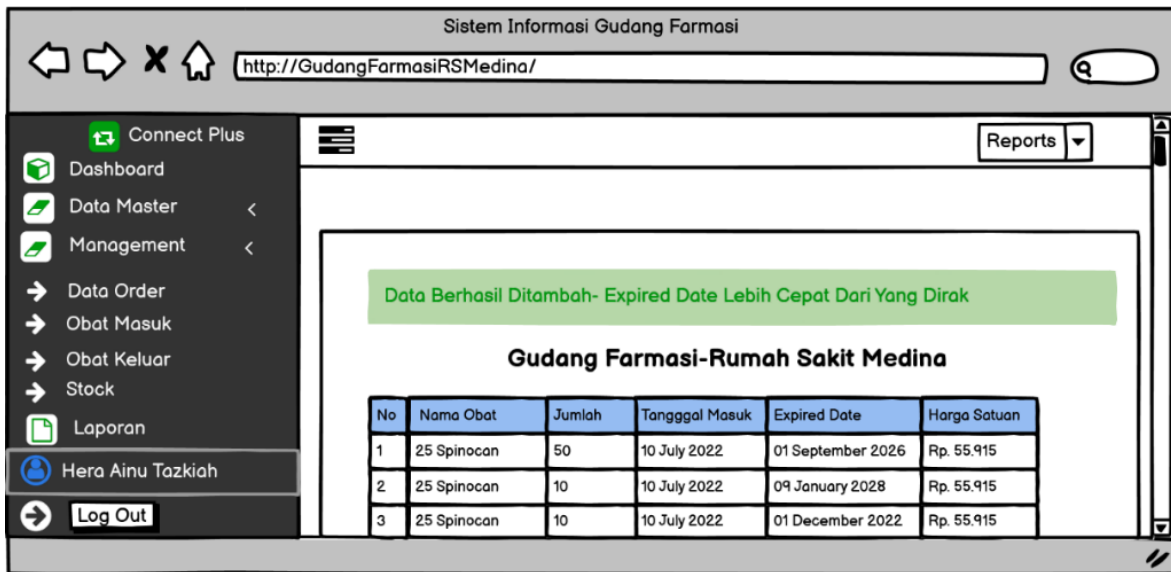 Sistem Informasi Gudang Farmasi
http://GudangFarmasiRSMedina/
Connect Plus
Dashboard
Data Master
Management
Data Order
Obat Masuk
Obat Keluar
Stock
Laporan
Hera Ainu Tazkiah
Log Out
Reports
Data Berhasil Ditambah- Expired Date Lebih Cepat Dari Yang Dirak
Gudang Farmasi-Rumah Sakit Medina
No Nama Obat Jumlah Tangggal Masuk Expired Date Harga Satuan
1 25 Spinocan 50 10 July 2022 01 September 2026 Rp. 55.915
2 25 Spinocan 10 10 July 2022 09 January 2028 Rp. 55.915
3 25 Spinocan 10 10 July 2022 01 December 2022 Rp. 55.915